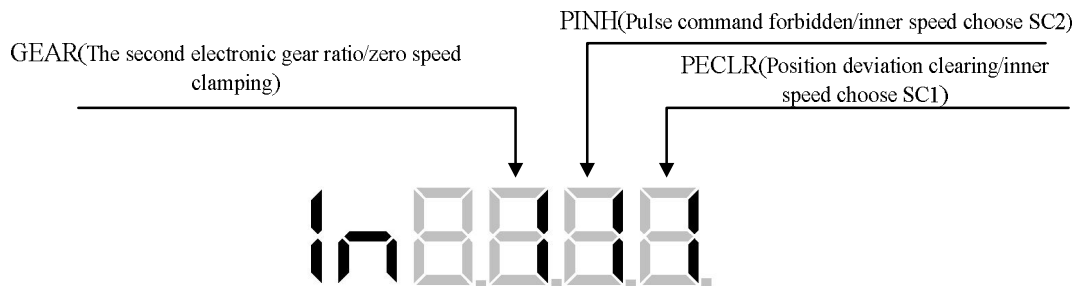 PINH(Pulse command forbidden/inner speed choose SC2)
GEAR(The second electronic gear ratio/zero speed
clamping)
PECLR(Position deviation clearing/inner
speed choose SC1)
In 111